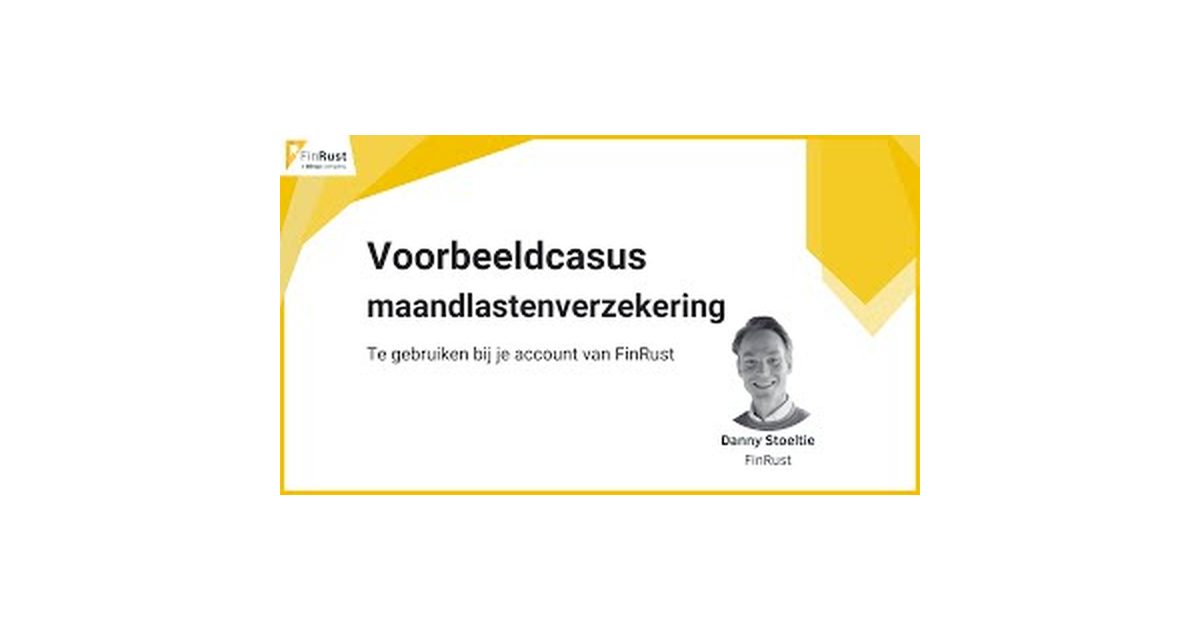 FinRust
Voorbeeldcasus
maandlastenverzekering
Te gebruiken bij je account van FinRust
Danny Stoeltie
FinRust